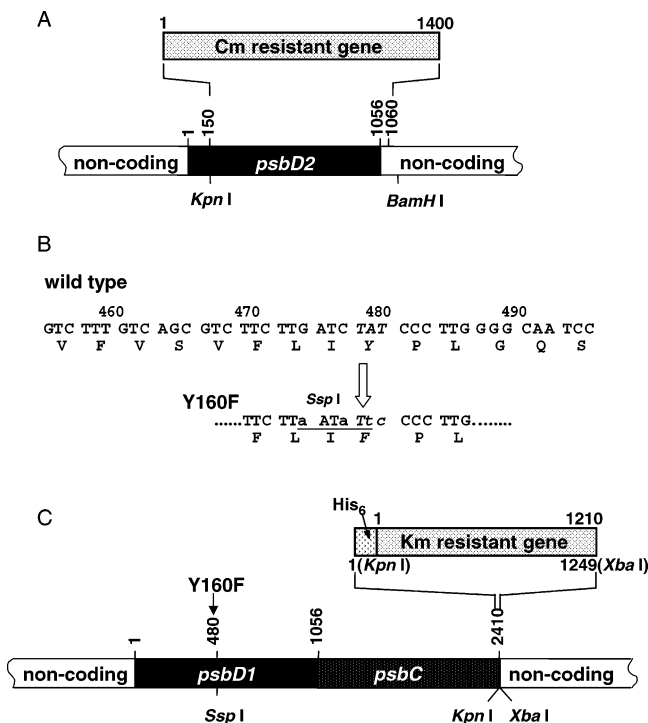 A
1 1400
Cm resistant gene
1 150 1056 1060
non-coding psbD2 non-coding
Kpn I BamH I
B
wild type
460 470 480 490
GTC TTT GTC AGC GTC TTC TTG ATC TAT CCC TTG GGG CAA TCC
V F V S V F L I Y P L G Q S
Ssp I
Y160F
......TTC TTa ATa Ttc CCC TTG........
F L I F P L
C
His6 1 1210
Km resistant gene
1(Kpn I) 1249(Xba I)
Y160F
1 480 1056 2410
non-coding psbD1 psbC non-coding
Ssp I Kpn I Xba I